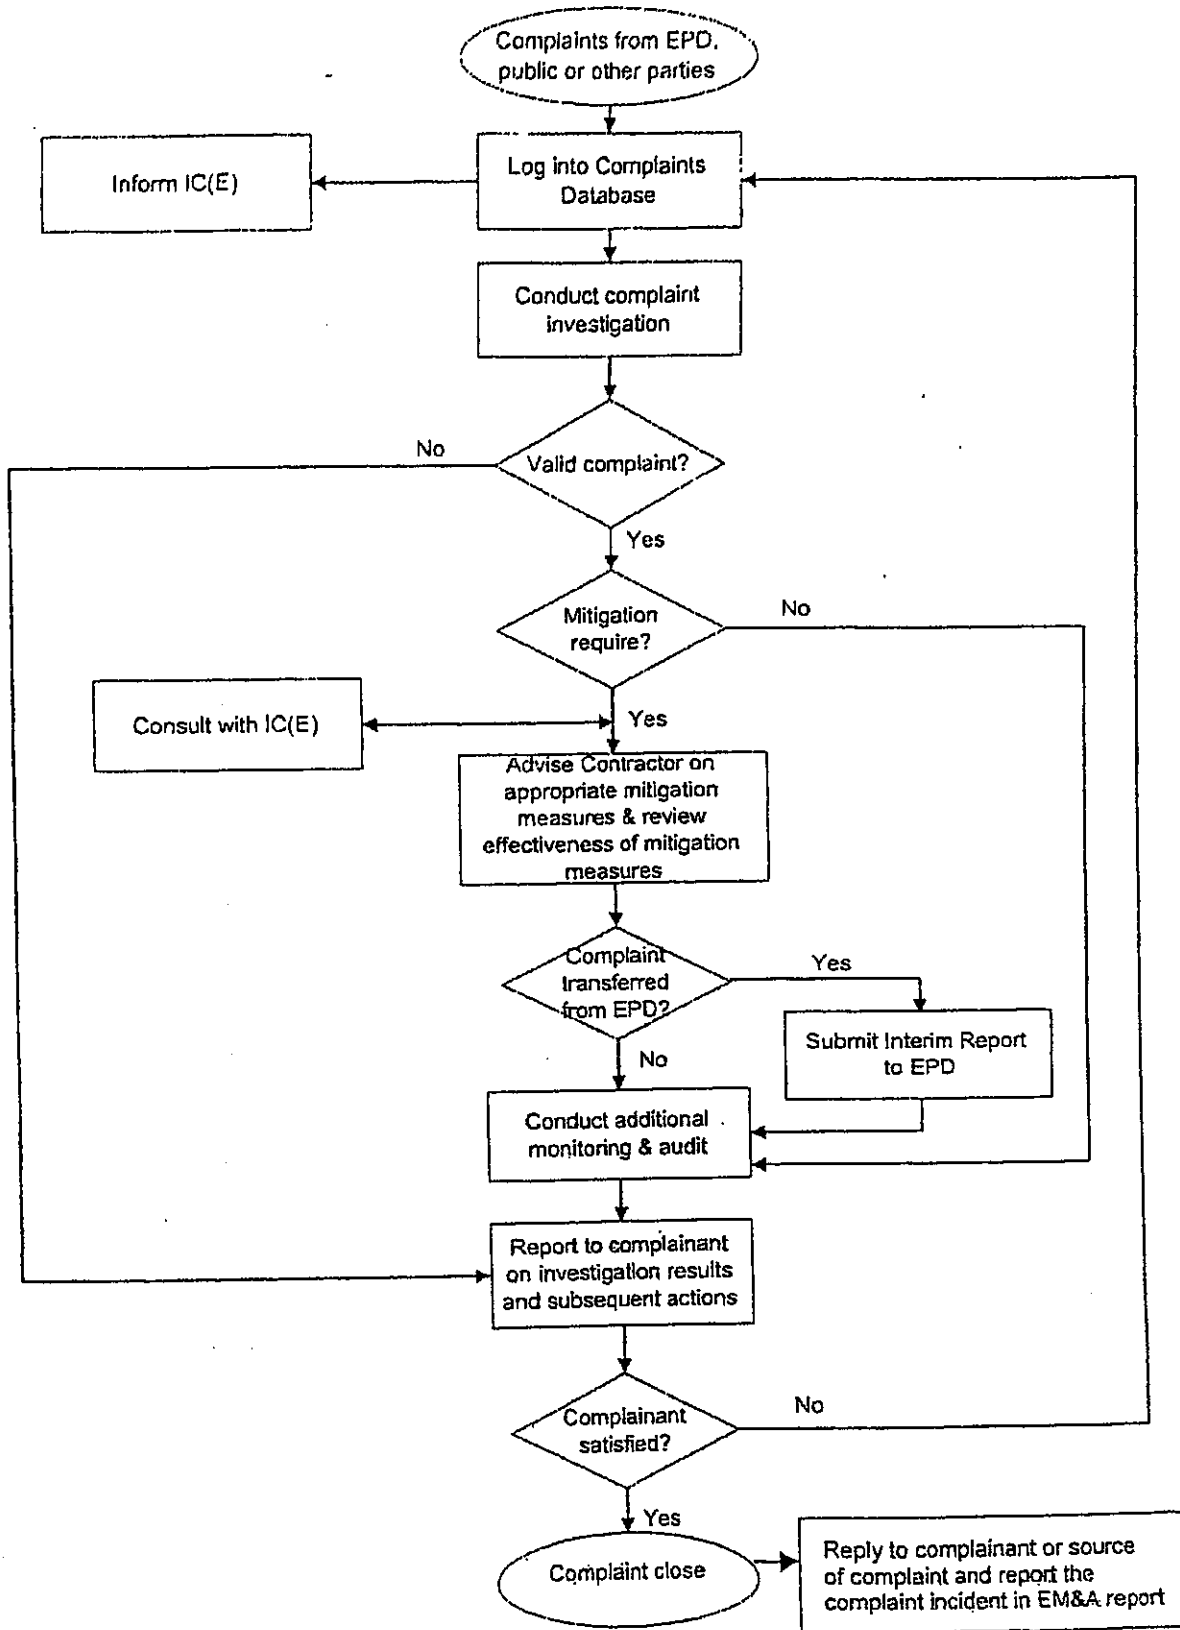 Complaints from EPD,
public or other parties
Inform IC(E)
Log into Complaints
Database
Conduct complaint
investigation
No
Valid complaint?
Yes
Mitigation
require?
No
Consult with IC(E)
Yes
Advise Contractor on
appropriate mitigation
measures & review
effectiveness of mitigation
measures
Complaint
transferred
from EPD?
Yes
Submit Interim Report
to EPD
No
Conduct additional
monitoring & audit
Report to complainant
on investigation results
and subsequent actions
Complainant
satisfied?
No
Yes
Complaint close
Reply to complainant or source
of complaint and report the
complaint incident in EM&A report